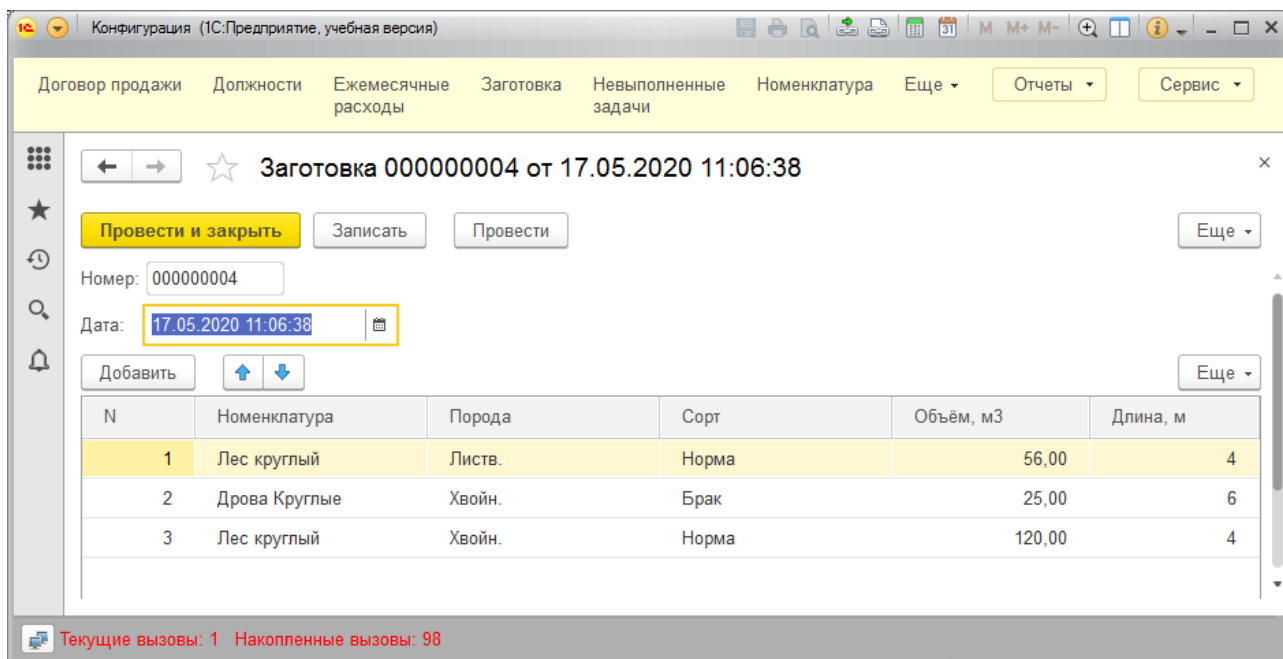 1С Конфигурация (1С:Предприятие, учебная версия) 31 M M+ M-
Договор продажи Должности Ежемесячные расходы Заготовка Невыполненные задачи Номенклатура Еще Отчеты Сервис
Заготовка 000000004 от 17.05.2020 11:06:38
Провести и закрыть Записать Провести Еще
Номер: 000000004
Дата: 17.05.2020 11:06:38
Добавить Еще
N Номенклатура Порода Сорт Объём, м3 Длина, м
1 Лес круглый Листв. Норма 56,00 4
2 Дрова Круглые Хвойн. Брак 25,00 6
3 Лес круглый Хвойн. Норма 120,00 4
Текущие вызовы: 1 Накопленные вызовы: 98